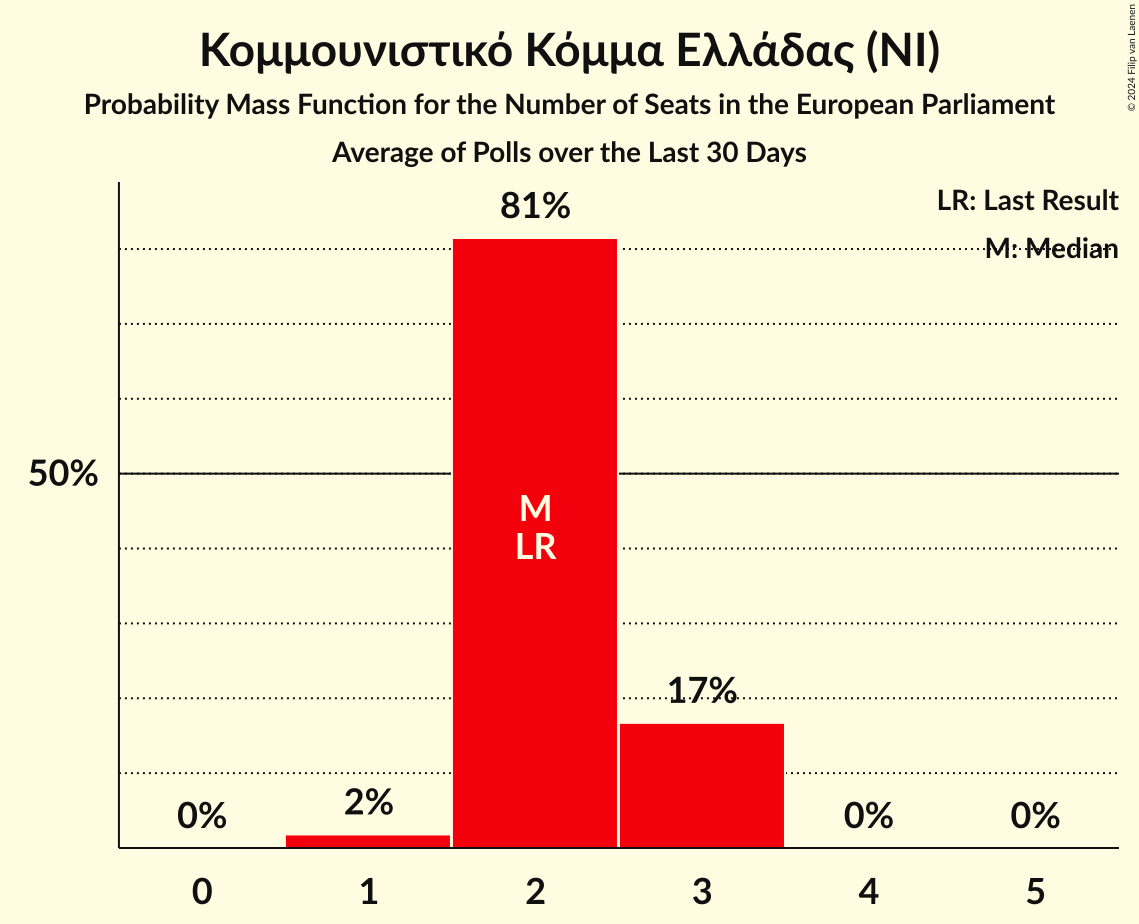 Κομμουνιστικό Κόμμα Ελλάδας (NI)
Probability Mass Function for the Number of Seats in the European Parliament
Average of Polls over the Last 30 Days
© 2024 Filip van Laenen
LR: Last Result
M: Median
81%
50%
M
LR
17%
0%
2%
0%
0%
0 1 2 3 4 5